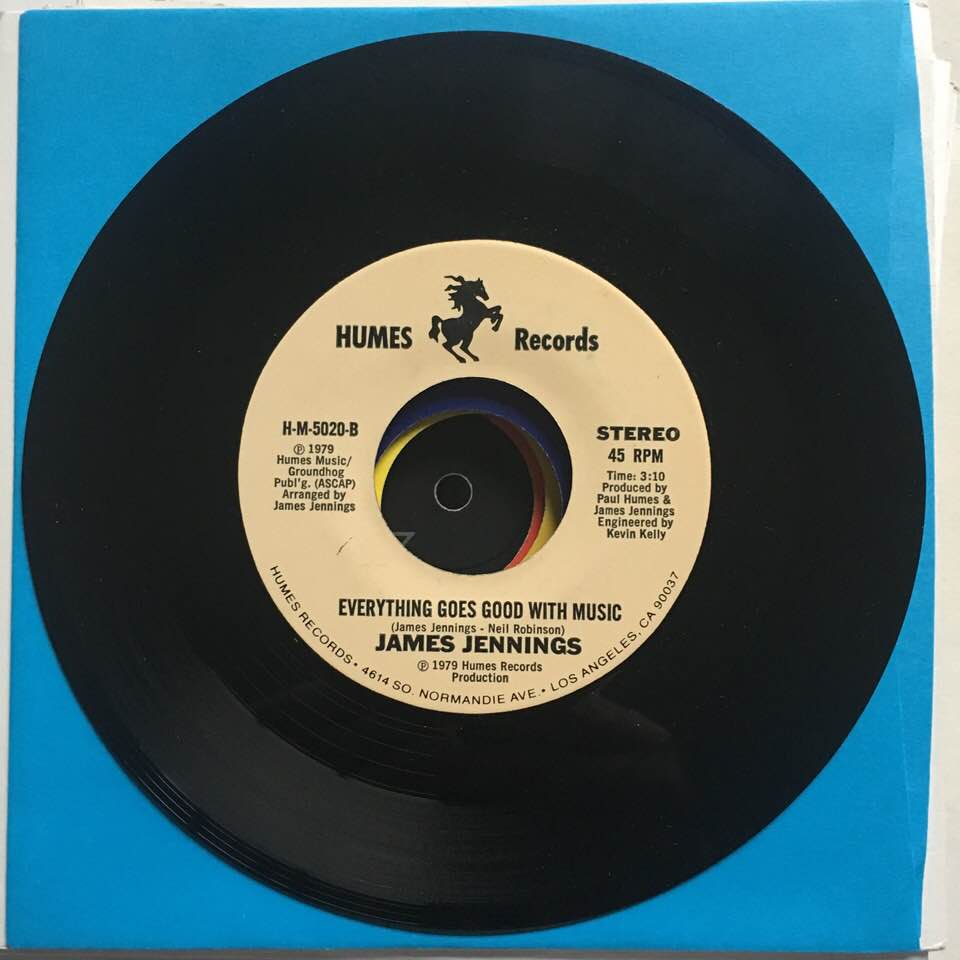 HUMES Records
H-M-5020-B
℗ 1979
Humes Music/
Groundhog
Publ'g. (ASCAP)
Arranged by
James Jennings
STEREO
45 RPM
Time: 3:10
Produced by
Paul Humes &
James Jennings
Engineered by
Kevin Kelly
EVERYTHING GOES GOOD WITH MUSIC
(James Jennings - Neil Robinson)
JAMES JENNINGS
℗ 1979 Humes Records
Production
HUMES RECORDS • 4614 SO. NORMANDIE AVE. • LOS ANGELES, CA 90037